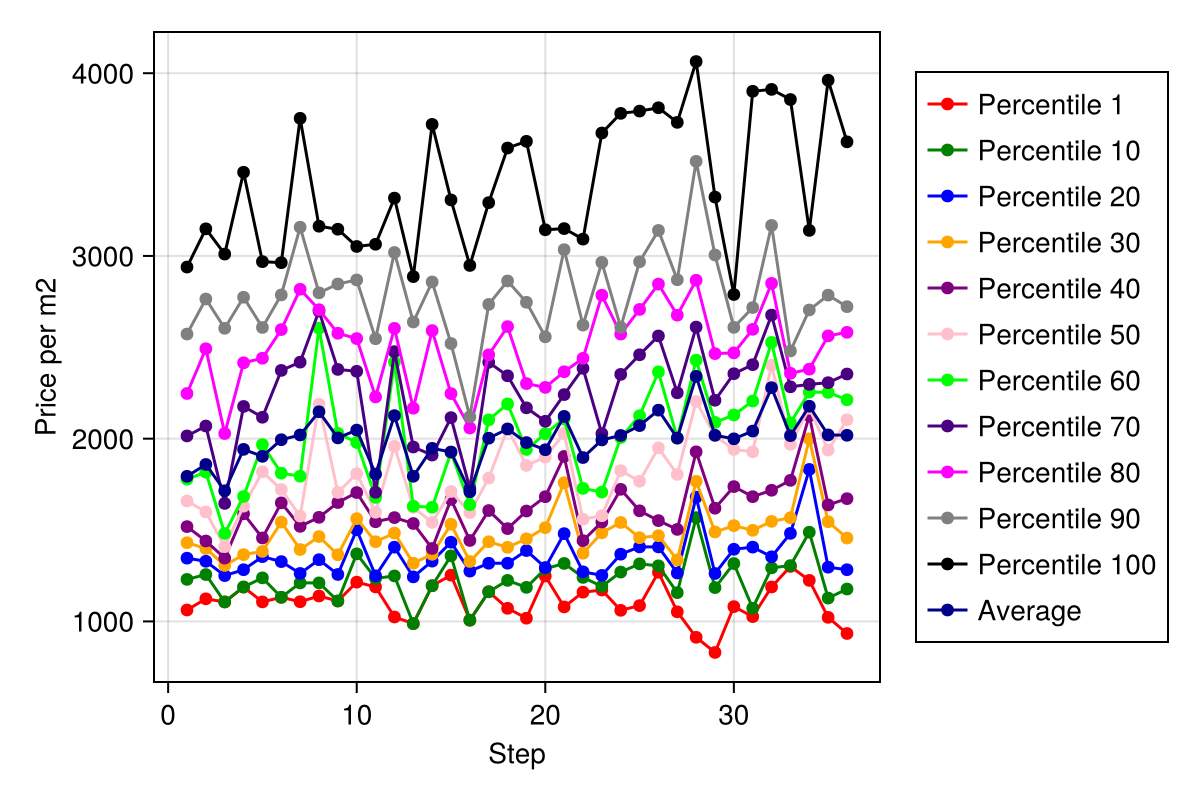 4000
3000
2000
1000
Price per m2
0 10 20 30
Step
Percentile 1
Percentile 10
Percentile 20
Percentile 30
Percentile 40
Percentile 50
Percentile 60
Percentile 70
Percentile 80
Percentile 90
Percentile 100
Average